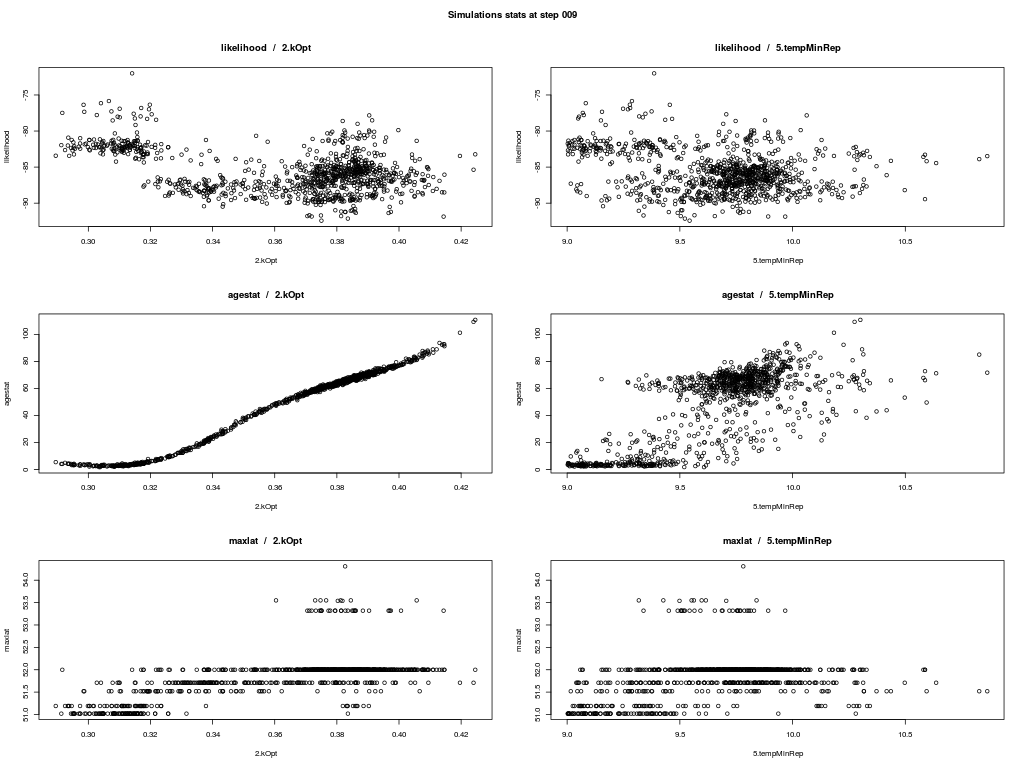 Simulations stats at step 009
likelihood / 2.kOpt
likelihood
-75
-80
-85
-90
0.30 0.32 0.34 0.36 0.38 0.40 0.42
2.kOpt
likelihood / 5.tempMinRep
likelihood
-75
-80
-85
-90
9.0 9.5 10.0 10.5
5.tempMinRep
agestat / 2.kOpt
agestat
100
80
60
40
20
0
0.30 0.32 0.34 0.36 0.38 0.40 0.42
2.kOpt
agestat / 5.tempMinRep
agestat
100
80
60
40
20
0
9.0 9.5 10.0 10.5
5.tempMinRep
maxlat / 2.kOpt
maxlat
54.0
53.5
53.0
52.5
52.0
51.5
51.0
0.30 0.32 0.34 0.36 0.38 0.40 0.42
2.kOpt
maxlat / 5.tempMinRep
maxlat
54.0
53.5
53.0
52.5
52.0
51.5
51.0
9.0 9.5 10.0 10.5
5.tempMinRep